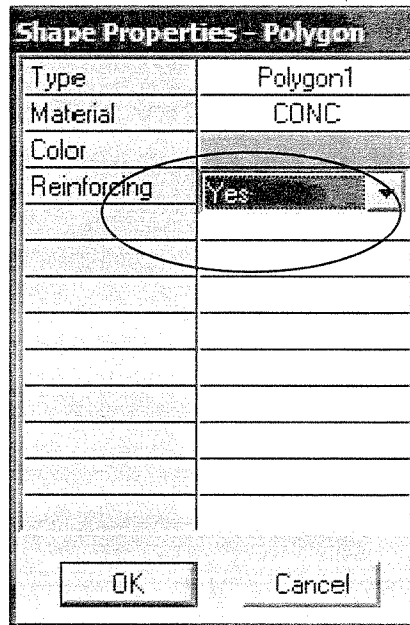 Shape Properties - Polygon
Type Polygon1
Material CONC
Color
Reinforcing Yes
OK Cancel